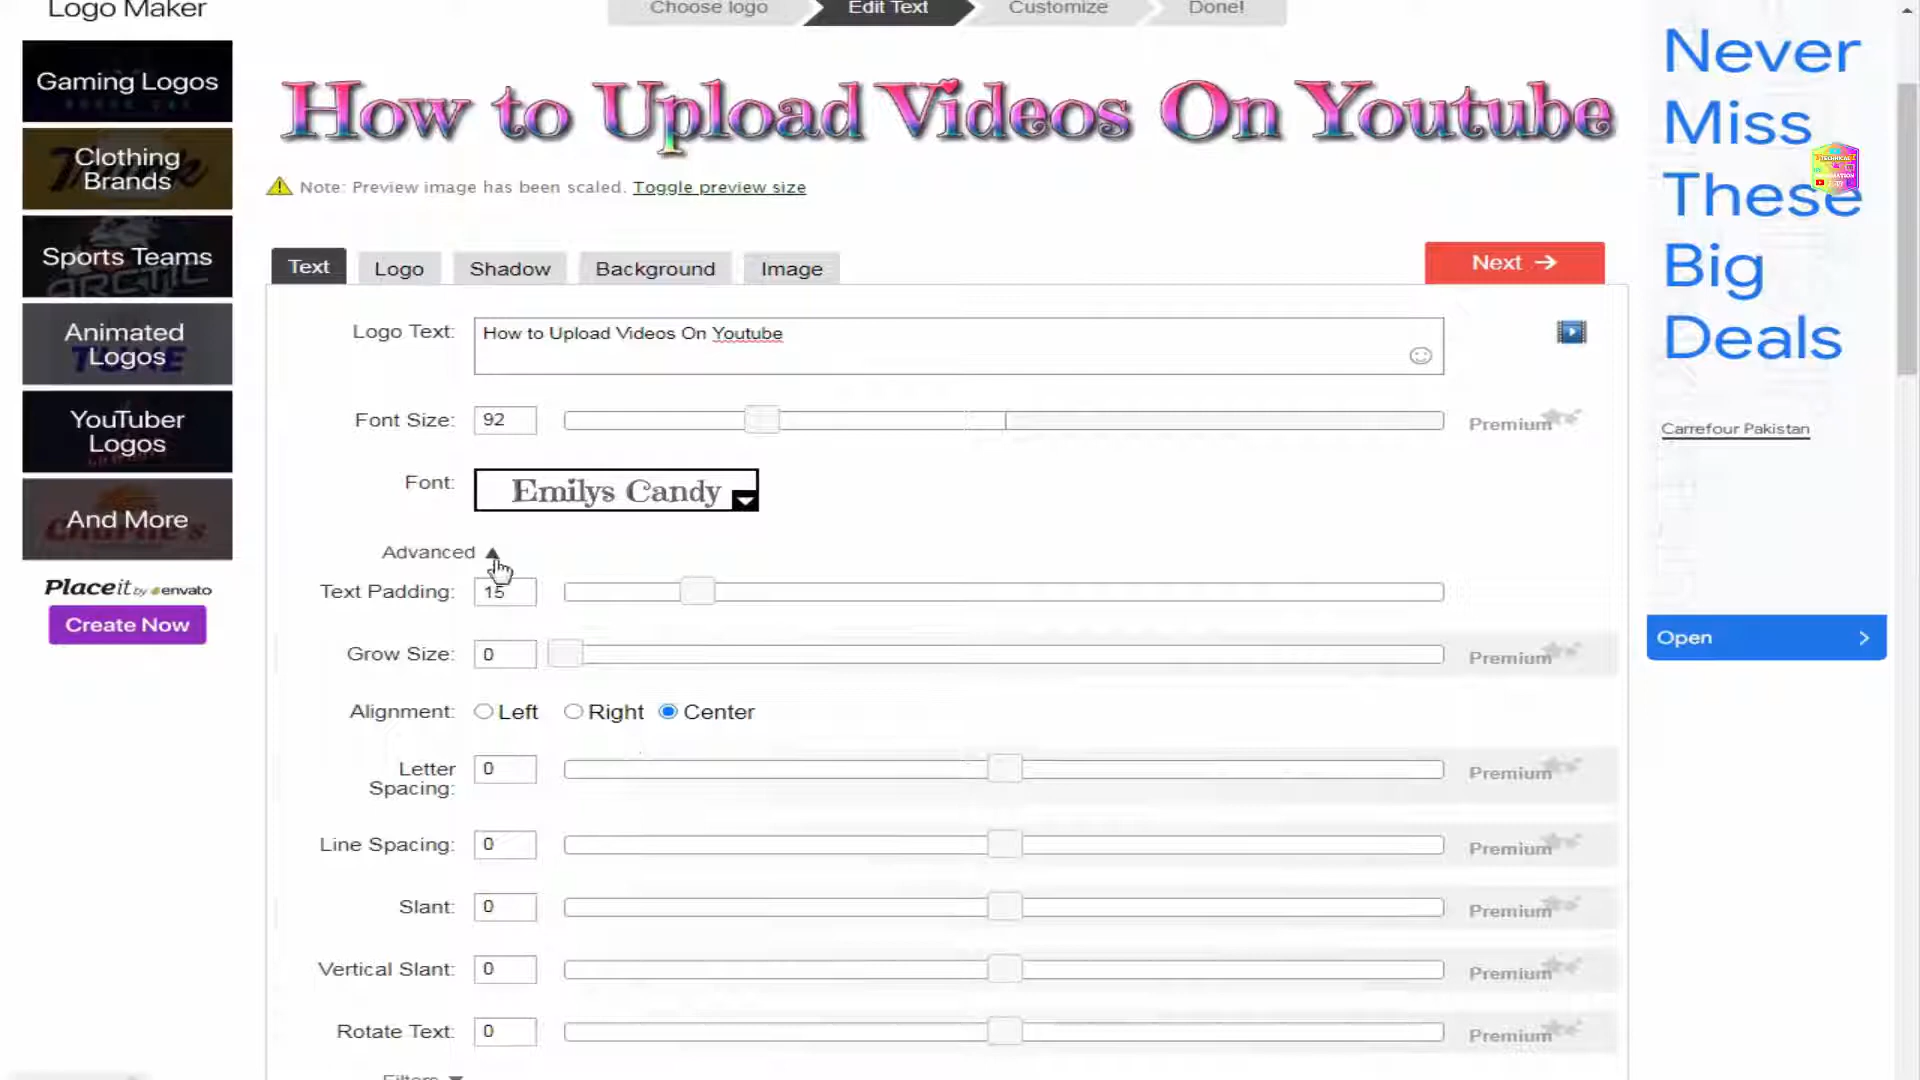 Logo Maker
Choose logo
Edit Text
Customize
Done!
Gaming Logos
Clothing
Brands
Sports Teams
ARCTIC
Animated
Logos
YouTuber
Logos
And More
Placeit by envato
Create Now
How to Upload Videos On Youtube
Note: Preview image has been scaled. Toggle preview size
Text
Logo
Shadow
Background
Image
Next →
Logo Text:
How to Upload Videos On Youtube
Font Size:
92
Premium
Font:
Emilys Candy
Advanced ▲
Text Padding:
15
Grow Size:
0
Premium
Alignment:
Left
Right
Center
Letter
Spacing:
0
Premium
Line Spacing:
0
Premium
Slant:
0
Premium
Vertical Slant:
0
Premium
Rotate Text:
0
Premium
Filters ▼
Never
Miss
These
Big
Deals
TECHNICAL
Carrefour Pakistan
Open >